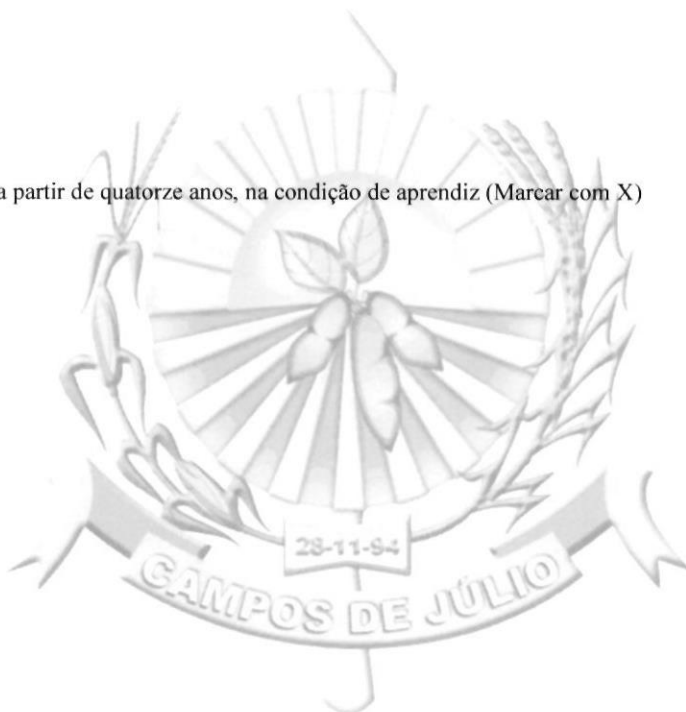 a partir de quatorze anos, na condição de aprendiz (Marcar com X)
28-11-94
CAMPOS DE JÚLIO